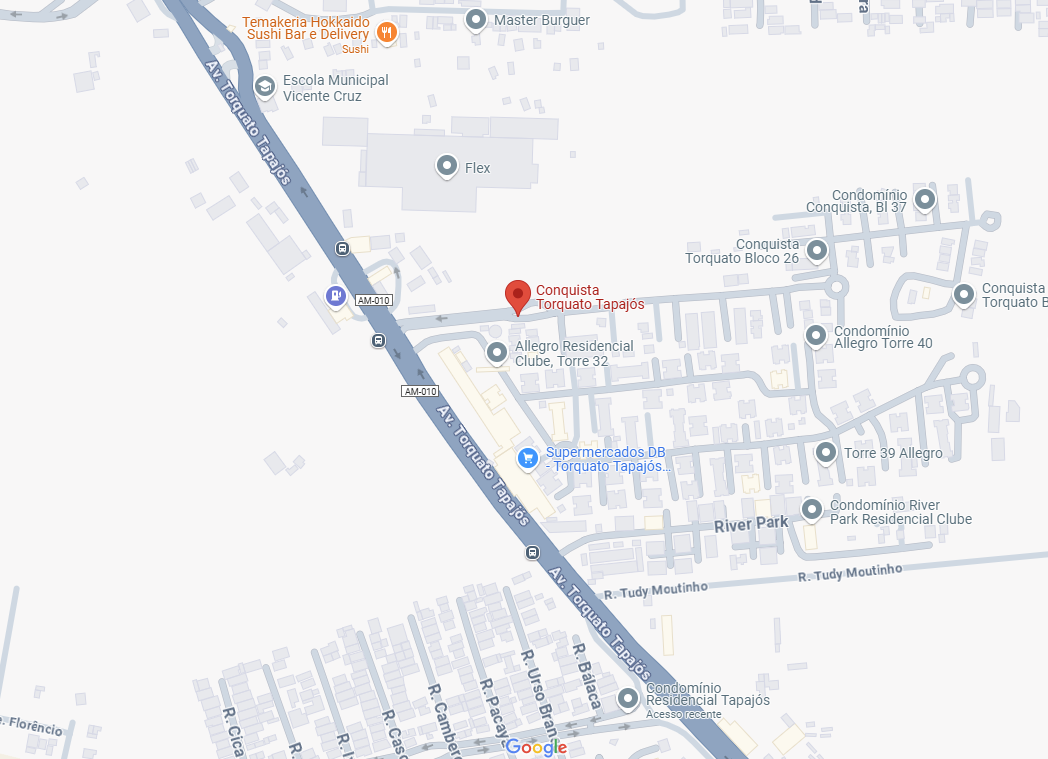 Temakeria Hokkaido
Sushi Bar e Delivery
Sushi
Master Burguer
Escola Municipal
Vicente Cruz
Av. Torquato Tapajós
Flex
Condomínio
Conquista, Bl 37
Conquista
Torquato Bloco 26
Conquista
Torquato Tapajós
Conquista
Torquato B
AM-010
Allegro Residencial
Clube, Torre 32
Condomínio
Allegro Torre 40
AM-010
Av. Torquato Tapajós
Supermercados DB
- Torquato Tapajós...
Torre 39 Allegro
Condomínio River
Park Residencial Clube
River Park
R. Tudy Moutinho
R. Tudy Moutinho
Av. Torquato Tapajós
R. Bálaca
R. Urso Bran
R. Pacaya
R. Cambero
R. Casc
R. Cica
Condomínio
Residencial Tapajós
Acesso recente
e. Florêncio
Google